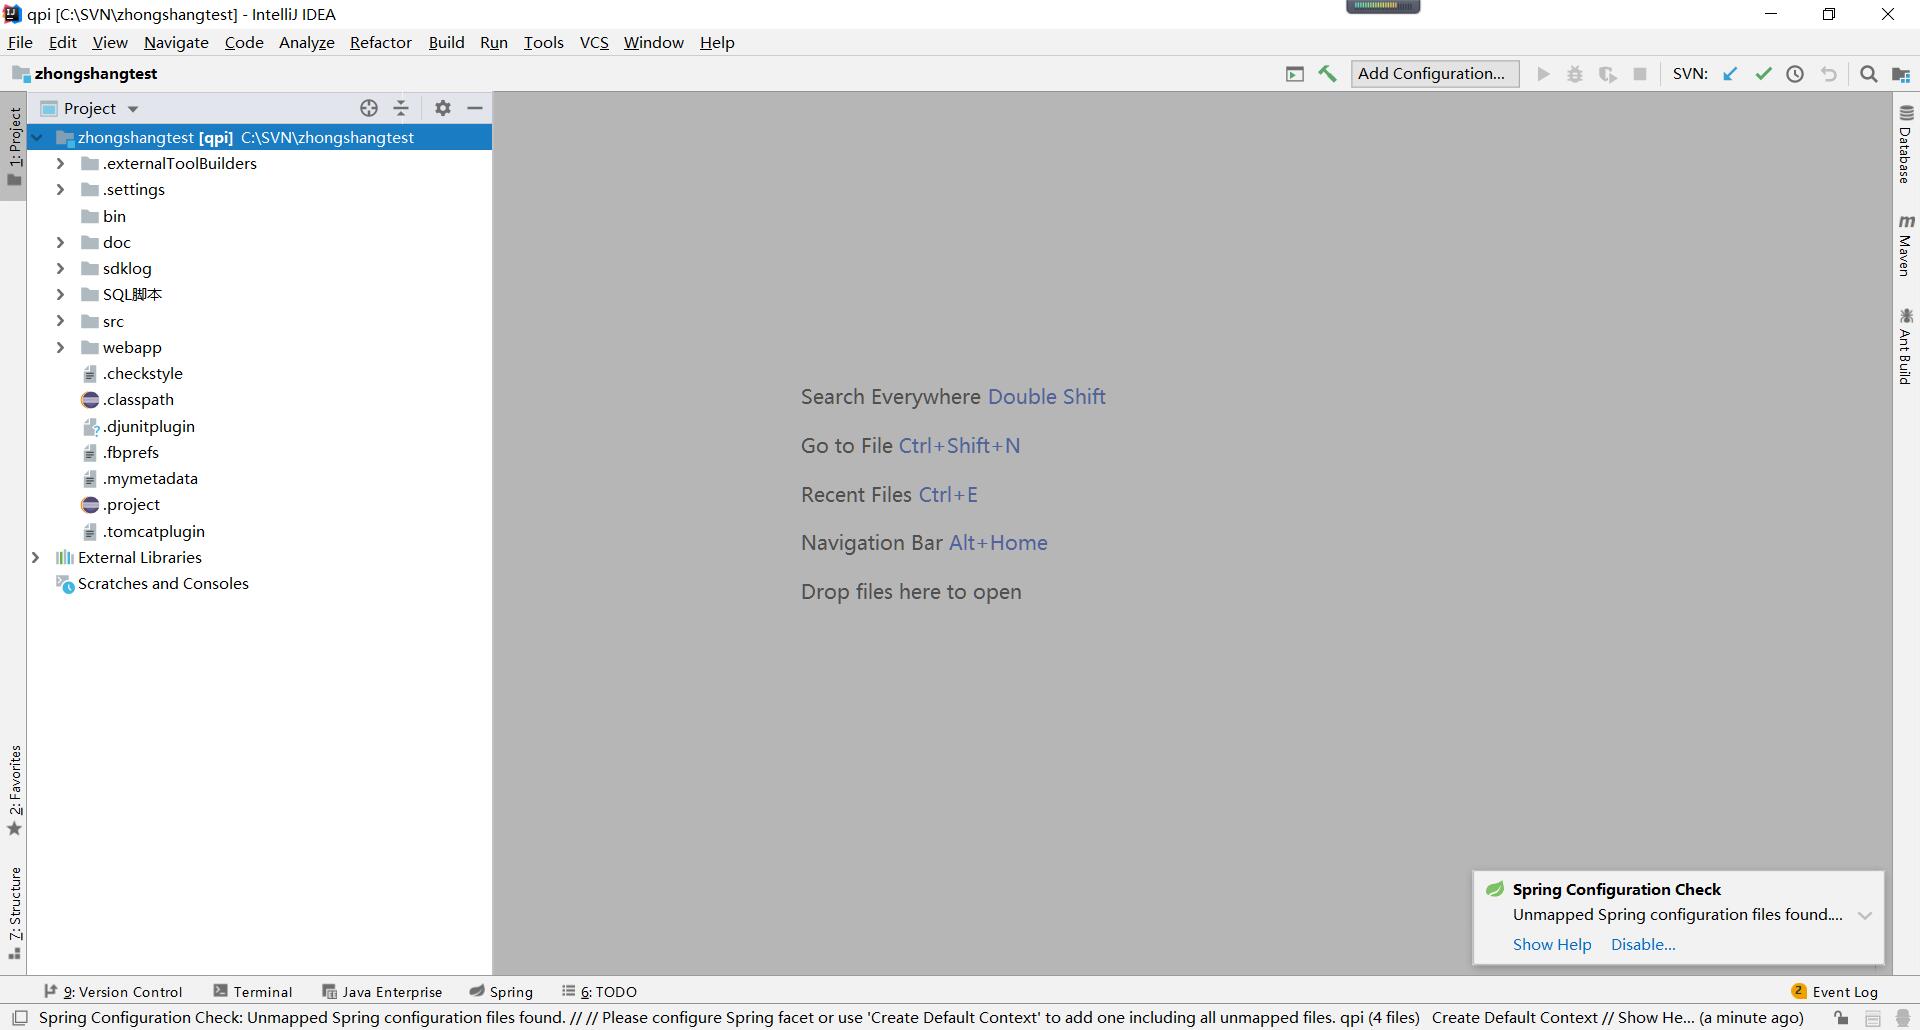 qpi [C:\SVN\zhongshangtest] - IntelliJ IDEA
File Edit View Navigate Code Analyze Refactor Build Run Tools VCS Window Help
zhongshangtest
Add Configuration...
SVN:
Project
zhongshangtest [qpi] C:\SVN\zhongshangtest
.externalToolBuilders
.settings
bin
doc
sdklog
SQL脚本
src
webapp
.checkstyle
.classpath
.djunitplugin
.fbprefs
.mymetadata
.project
.tomcatplugin
External Libraries
Scratches and Consoles
1: Project
2: Favorites
7: Structure
Search Everywhere Double Shift
Go to File Ctrl+Shift+N
Recent Files Ctrl+E
Navigation Bar Alt+Home
Drop files here to open
Database
m Maven
Ant Build
Spring Configuration Check
Unmapped Spring configuration files found....
Show Help Disable...
9: Version Control Terminal Java Enterprise Spring 6: TODO
2 Event Log
Spring Configuration Check: Unmapped Spring configuration files found. // // Please configure Spring facet or use 'Create Default Context' to add one including all unmapped files. qpi (4 files) Create Default Context // Show He... (a minute ago)